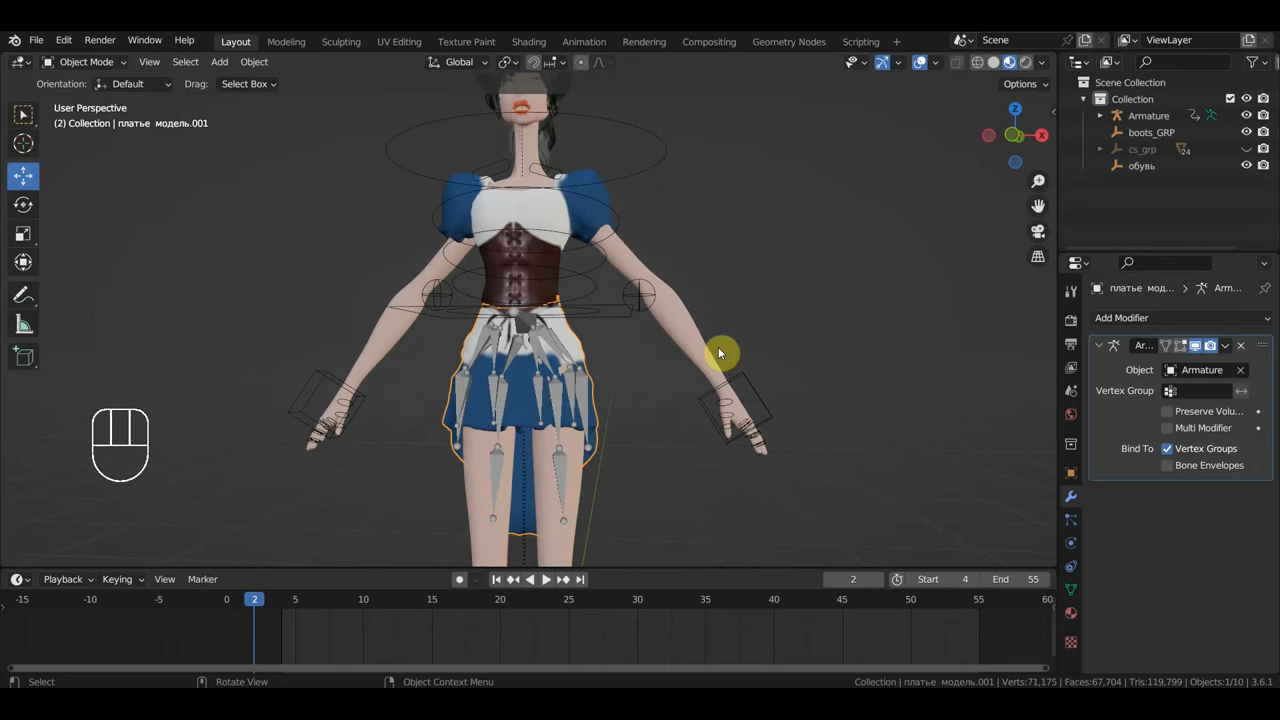 File Edit Render Window Help Layout Modeling Sculpting UV Editing Texture Paint Shading Animation Rendering Compositing Geometry Nodes Scripting + Scene ViewLayer
Object Mode View Select Add Object Global
Orientation: Default Drag: Select Box Options
User Perspective
(2) Collection | платье модель.001
Z
X
Scene Collection
Collection
Armature
boots_GRP
cs_grp 24
обувь
платье мод... Arm...
Add Modifier
Ar...
Object Armature
Vertex Group
Preserve Volu...
Multi Modifier
Bind To Vertex Groups
Bone Envelopes
Playback Keying View Marker 2 Start 4 End 55
-15 -10 -5 0 2 5 10 15 20 25 30 35 40 45 50 55 60
Select Rotate View Object Context Menu Collection | платье модель.001 | Verts:71,175 | Faces:67,704 | Tris:119,799 | Objects:1/10 | 3.6.1